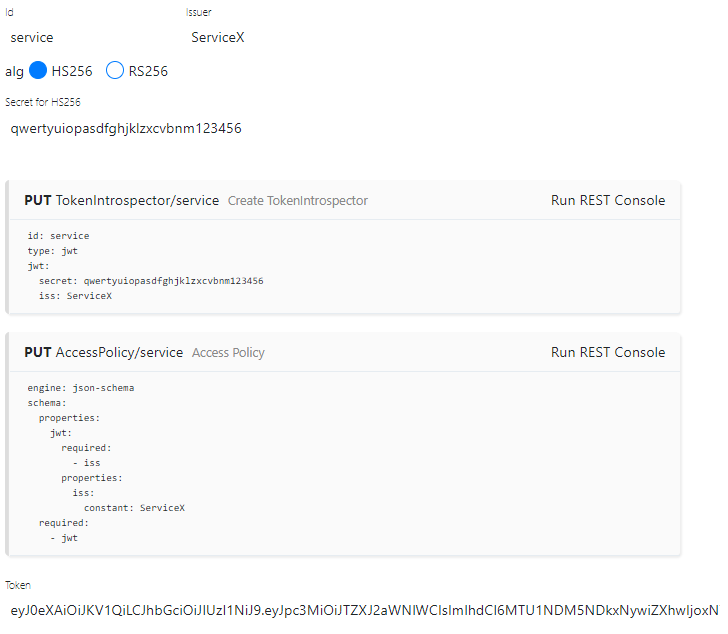 Id Issuer
service ServiceX
alg HS256 RS256
Secret for HS256
qwertyuiopasdfghjklzxcvbnm123456
PUT TokenIntrospector/service Create TokenIntrospector Run REST Console
id: service
type: jwt
jwt:
secret: qwertyuiopasdfghjklzxcvbnm123456
iss: ServiceX
PUT AccessPolicy/service Access Policy Run REST Console
engine: json-schema
schema:
properties:
jwt:
required:
- iss
properties:
iss:
constant: ServiceX
required:
- jwt
Token
eyJ0eXAiOiJKV1QiLCJhbGciOiJIUzI1NiJ9.eyJpc3MiOiJTZXJ2aWNlWCIsImlhdCI6MTU1NDM5NDkxNywiZXhwIjoxN